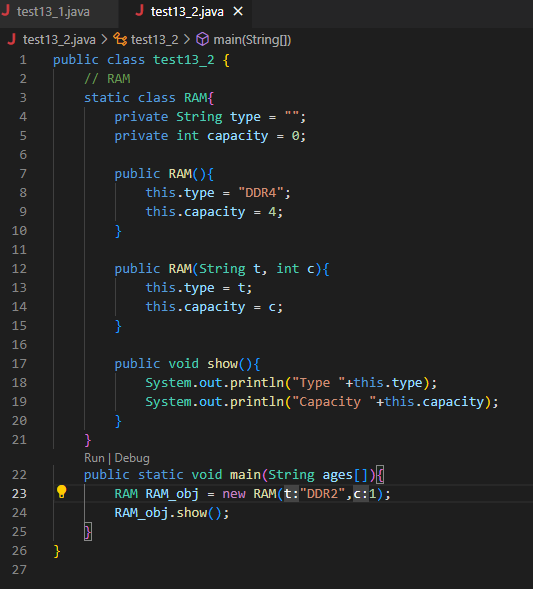 J test13_1.java
J test13_2.java ×
J test13_2.java > test13_2 > main(String[])
1 public class test13_2 {
2     // RAM
3     static class RAM{
4         private String type = "";
5         private int capacity = 0;
6
7         public RAM(){
8             this.type = "DDR4";
9             this.capacity = 4;
10         }
11
12         public RAM(String t, int c){
13             this.type = t;
14             this.capacity = c;
15         }
16
17         public void show(){
18             System.out.println("Type "+this.type);
19             System.out.println("Capacity "+this.capacity);
20         }
21     }
Run | Debug
22     public static void main(String ages[]){
23         RAM RAM_obj = new RAM(t:"DDR2",c:1);
24         RAM_obj.show();
25     }
26 }
27